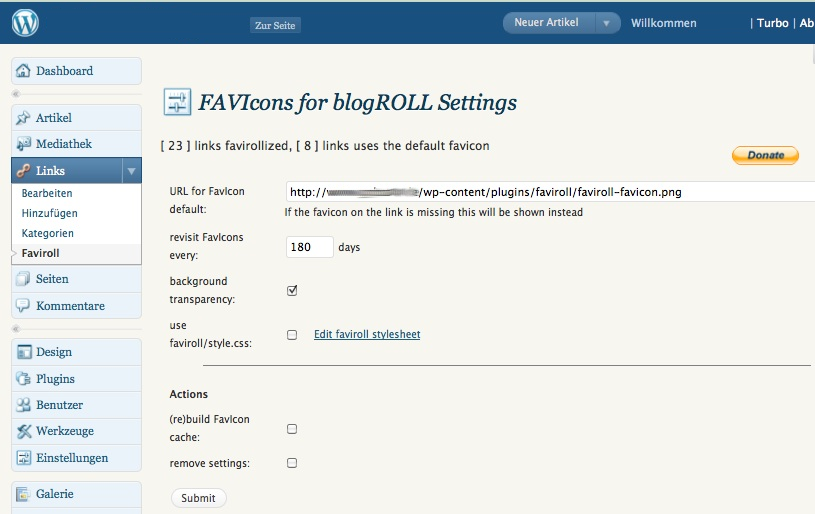 Zur Seite
Neuer Artikel
Willkommen
| Turbo | Ab
Dashboard
Artikel
Mediathek
Links
Bearbeiten
Hinzufügen
Kategorien
Faviroll
Seiten
Kommentare
Design
Plugins
Benutzer
Werkzeuge
Einstellungen
Galerie
FAVIcons for blogROLL Settings
[ 23 ] links favirollized, [ 8 ] links uses the default favicon
Donate
URL for FavIcon
default:
http:// /wp-content/plugins/faviroll/faviroll-favicon.png
If the favicon on the link is missing this will be shown instead
revisit FavIcons
every:
180 days
background
transparency:
use
faviroll/style.css:
Edit faviroll stylesheet
Actions
(re)build FavIcon
cache:
remove settings:
Submit